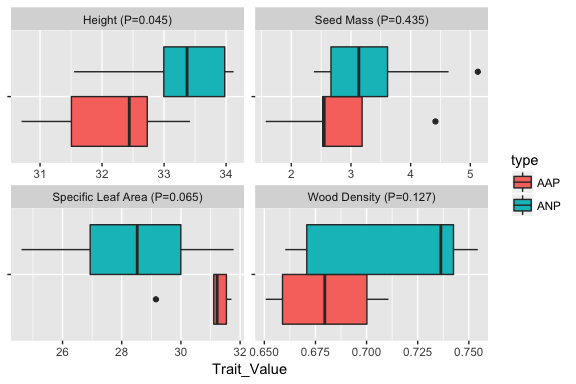 Height (P=0.045)
Seed Mass (P=0.435)
31 32 33 34
2 3 4 5
Specific Leaf Area (P=0.065)
Wood Density (P=0.127)
26 28 30 32
0.650 0.675 0.700 0.725 0.750
Trait_Value
type
AAP
ANP